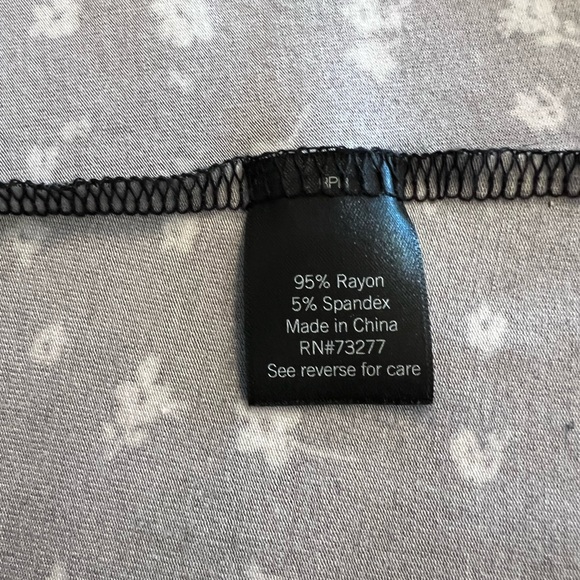 95% Rayon
5% Spandex
Made in China
RN#73277
See reverse for care